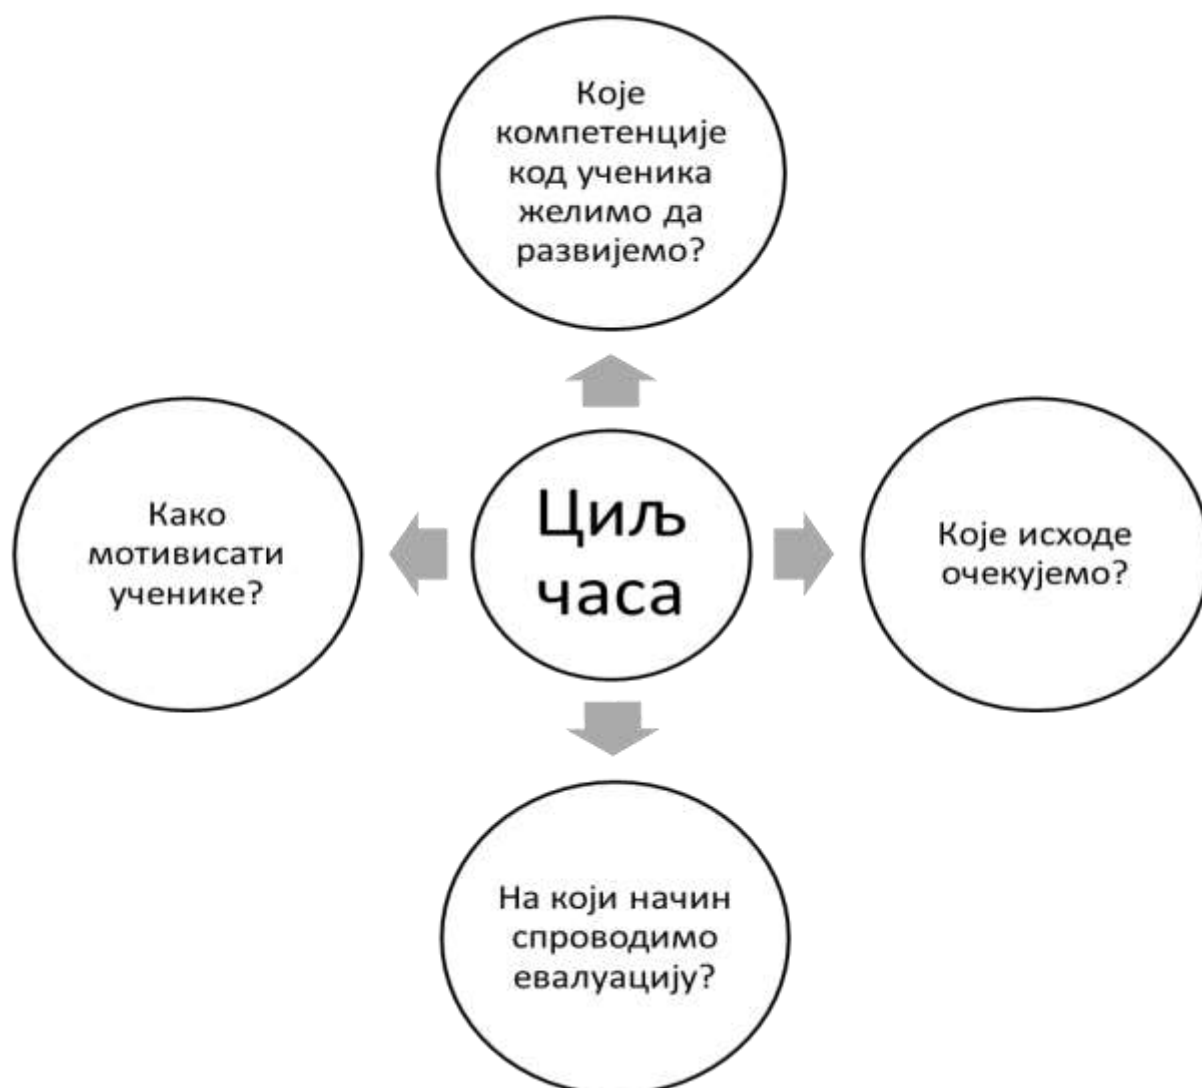 Које
компетенције
код ученика
желимо да
развијемо?
Како
мотивисати
ученике?
Циљ
часа
Које исходе
очекујемо?
На који начин
спроводимо
евалуацију?